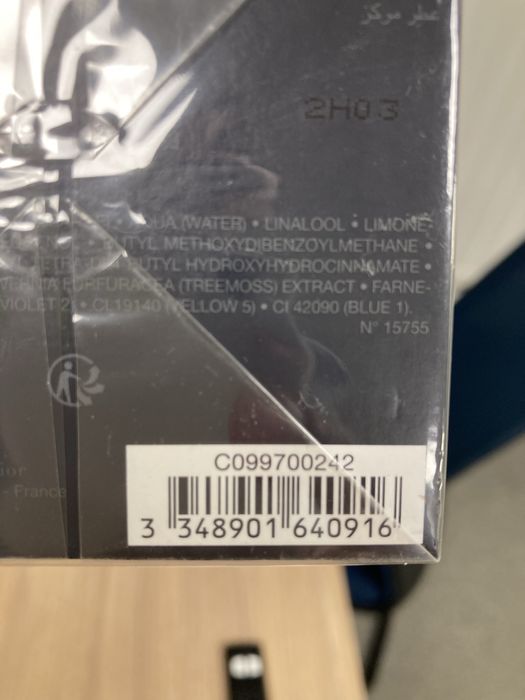 عطر مركز
2H03
AQUA (WATER) • LINALOOL • LIMONE-
• BUTYL METHOXYDIBENZOYLMETHANE •
BUTYL HYDROXYHYDROCINNAMATE •
FURFURACEA (TREEMOSS) EXTRACT • FARNE-
VIOLET 2) • CI 19140 (YELLOW 5) • CI 42090 (BLUE 1).
N° 15755
ior
- France
C099700242
3 348901 640916